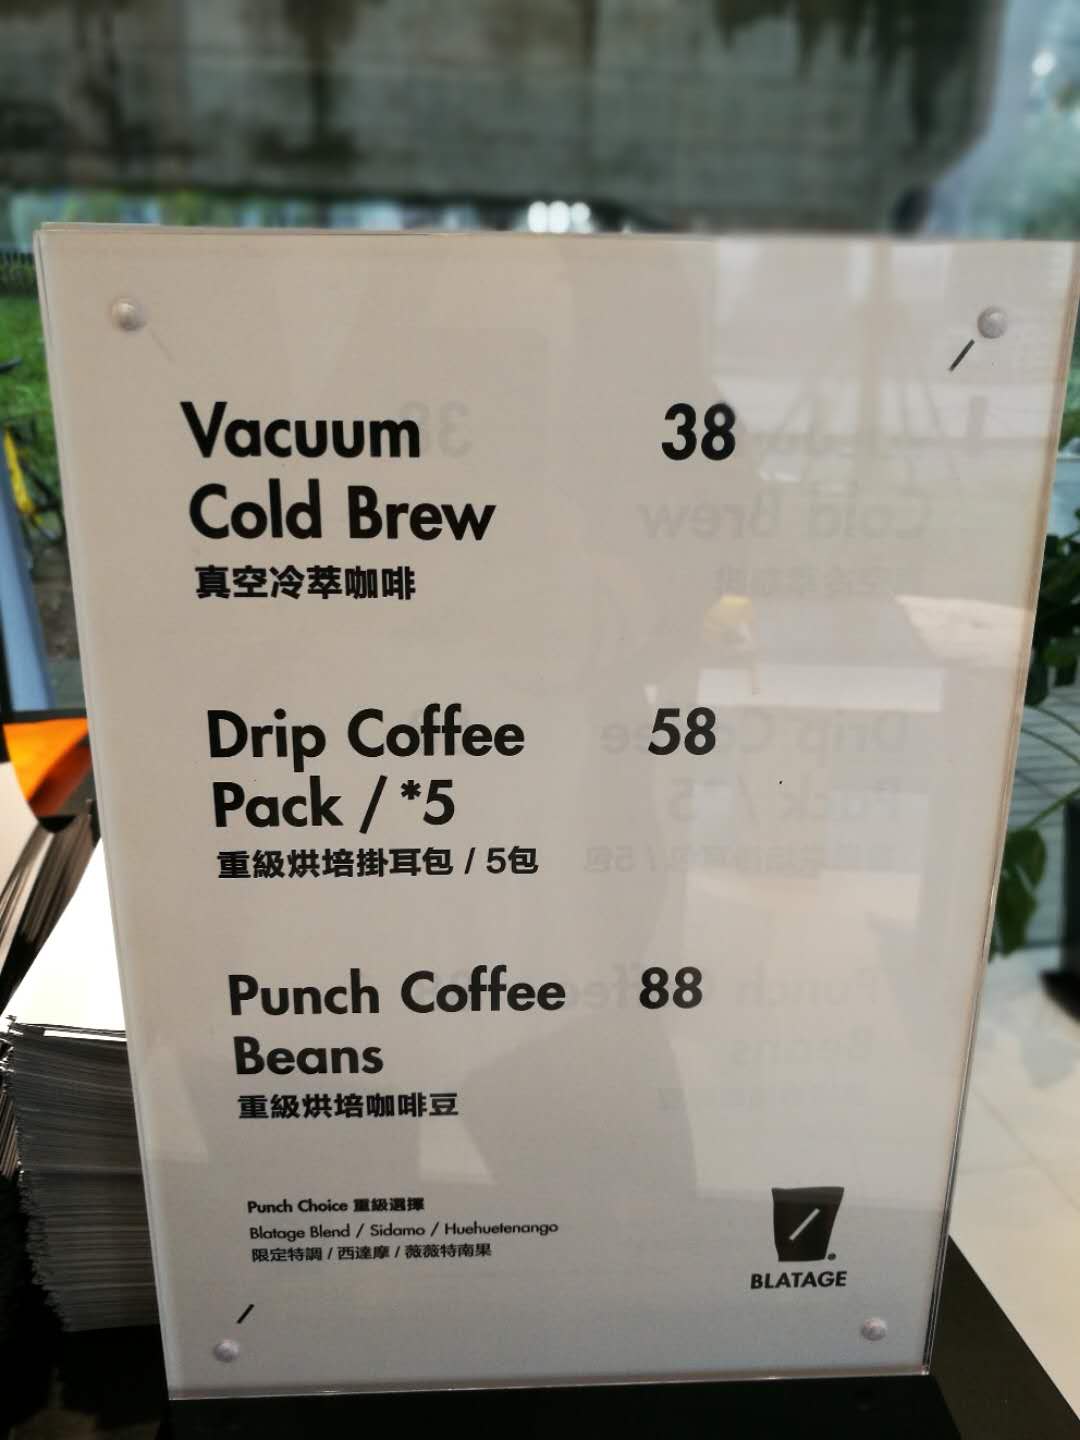 Vacuum 38
Cold Brew
真空冷萃咖啡
Drip Coffee 58
Pack / *5
重級烘培掛耳包 / 5包
Punch Coffee 88
Beans
重級烘培咖啡豆
Punch Choice 重級選擇
Blatage Blend / Sidamo / Huehuetenango
限定特調 / 西達摩 / 薇薇特南果
BLATAGE